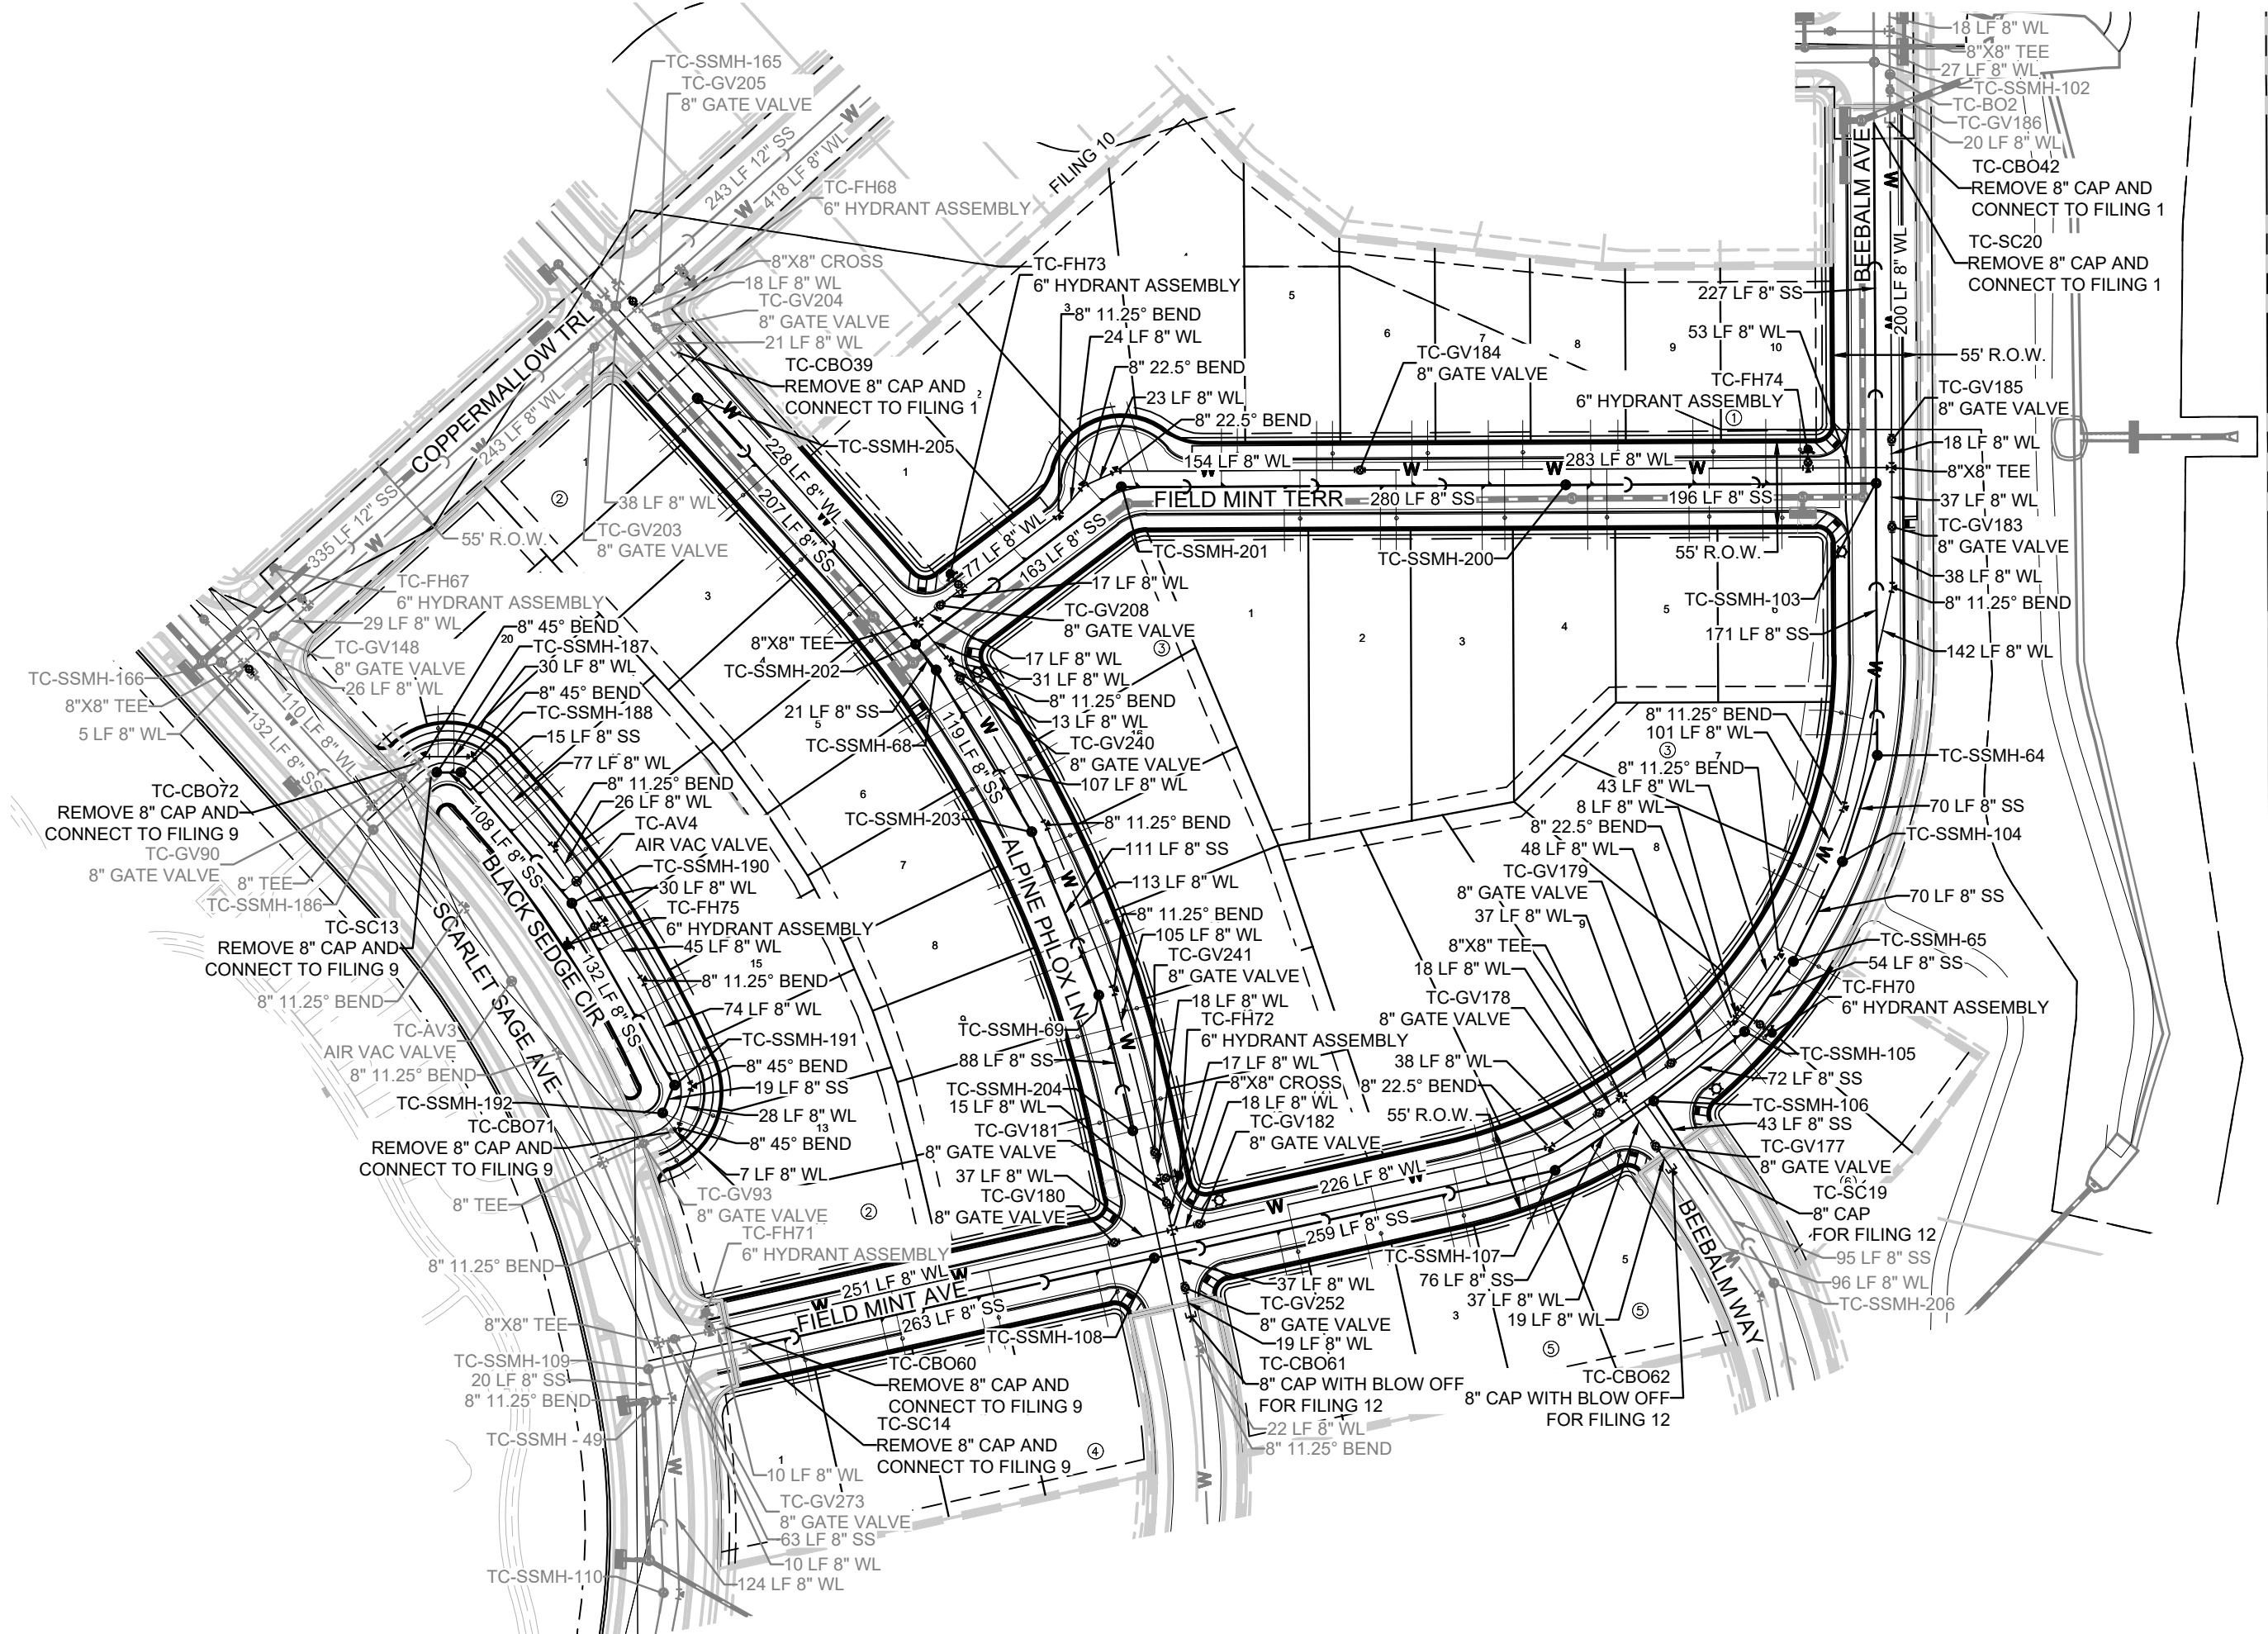 TC-SSMH-165
TC-GV205
8" GATE VALVE
243 LF 12" SS
418 LF 8" WL
W
W
TC-FH68
6" HYDRANT ASSEMBLY
FILING 10
8"X8" CROSS
18 LF 8" WL
TC-GV204
8" GATE VALVE
21 LF 8" WL
TC-CBO39
REMOVE 8" CAP AND
CONNECT TO FILING 1
TC-SSMH-205
COPPERMALLOW TRL
243 LF 8" WL
W
335 LF 12" SS
W
55' R.O.W.
38 LF 8" WL
TC-GV203
8" GATE VALVE
TC-FH73
6" HYDRANT ASSEMBLY
8" 11.25° BEND
24 LF 8" WL
8" 22.5° BEND
23 LF 8" WL
8" 22.5° BEND
TC-GV184
8" GATE VALVE
227 LF 8" SS
53 LF 8" WL
TC-FH74
6" HYDRANT ASSEMBLY
18 LF 8" WL
8"X8" TEE
27 LF 8" WL
TC-SSMH-102
TC-BO2
TC-GV186
20 LF 8" WL
TC-CBO42
REMOVE 8" CAP AND
CONNECT TO FILING 1
TC-SC20
REMOVE 8" CAP AND
CONNECT TO FILING 1
BEEBALM AVE
W
200 LF 8" WL
55' R.O.W.
TC-GV185
8" GATE VALVE
18 LF 8" WL
8"X8" TEE
37 LF 8" WL
TC-GV183
8" GATE VALVE
38 LF 8" WL
8" 11.25° BEND
142 LF 8" WL
154 LF 8" WL
W
W
W
283 LF 8" WL
W
FIELD MINT TERR
280 LF 8" SS
196 LF 8" SS
TC-SSMH-201
TC-SSMH-200
55' R.O.W.
TC-SSMH-103
171 LF 8" SS
W
228 LF 8" WL
207 LF 8" SS
W
77 LF 8" WL
163 LF 8" SS
17 LF 8" WL
TC-GV208
8" GATE VALVE
8"X8" TEE
TC-SSMH-202
17 LF 8" WL
31 LF 8" WL
8" 11.25° BEND
13 LF 8" WL
TC-GV240
8" GATE VALVE
107 LF 8" WL
21 LF 8" SS
TC-SSMH-68
119 LF 8" SS
W
TC-SSMH-203
8" 11.25° BEND
111 LF 8" SS
113 LF 8" WL
ALPINE PHLOX LN
W
8" 11.25° BEND
105 LF 8" WL
TC-GV241
8" GATE VALVE
18 LF 8" WL
TC-FH72
6" HYDRANT ASSEMBLY
17 LF 8" WL
8"X8" CROSS
18 LF 8" WL
TC-GV182
8" GATE VALVE
TC-SSMH-69
88 LF 8" SS
W
TC-SSMH-204
15 LF 8" WL
TC-GV181
8" GATE VALVE
37 LF 8" WL
TC-GV180
8" GATE VALVE
TC-FH67
6" HYDRANT ASSEMBLY
29 LF 8" WL
TC-GV148
8" GATE VALVE
26 LF 8" WL
TC-SSMH-166
8"X8" TEE
5 LF 8" WL
132 LF 8" SS
110 LF 8" WL
W
8" 45° BEND
TC-SSMH-187
30 LF 8" WL
8" 45° BEND
TC-SSMH-188
15 LF 8" SS
77 LF 8" WL
8" 11.25° BEND
26 LF 8" WL
TC-AV4
AIR VAC VALVE
TC-SSMH-190
30 LF 8" WL
TC-FH75
6" HYDRANT ASSEMBLY
45 LF 8" WL
8" 11.25° BEND
74 LF 8" WL
TC-SSMH-191
8" 45° BEND
19 LF 8" SS
28 LF 8" WL
8" 45° BEND
7 LF 8" WL
TC-CBO72
REMOVE 8" CAP AND
CONNECT TO FILING 9
TC-GV90
8" GATE VALVE
8" TEE
TC-SSMH-186
TC-SC13
REMOVE 8" CAP AND
CONNECT TO FILING 9
8" 11.25° BEND
TC-AV3
AIR VAC VALVE
8" 11.25° BEND
TC-SSMH-192
TC-CBO71
REMOVE 8" CAP AND
CONNECT TO FILING 9
8" TEE
8" 11.25° BEND
108 LF 8" SS
BLACK SEDGE CIR
132 LF 8" SS
SCARLET SAGE AVE
TC-GV93
8" GATE VALVE
TC-FH71
6" HYDRANT ASSEMBLY
251 LF 8" WL
W
W
FIELD MINT AVE
263 LF 8" SS
TC-SSMH-108
8"X8" TEE
TC-SSMH-109
20 LF 8" SS
8" 11.25° BEND
TC-SSMH - 49
TC-SSMH-110
W
TC-CBO60
REMOVE 8" CAP AND
CONNECT TO FILING 9
TC-SC14
REMOVE 8" CAP AND
CONNECT TO FILING 9
10 LF 8" WL
TC-GV273
8" GATE VALVE
63 LF 8" SS
10 LF 8" WL
124 LF 8" WL
37 LF 8" WL
TC-GV252
8" GATE VALVE
19 LF 8" WL
TC-CBO61
8" CAP WITH BLOW OFF
FOR FILING 12
22 LF 8" WL
8" 11.25° BEND
W
226 LF 8" WL
W
W
259 LF 8" SS
TC-SSMH-107
76 LF 8" SS
37 LF 8" WL
19 LF 8" WL
TC-CBO62
8" CAP WITH BLOW OFF
FOR FILING 12
8" 11.25° BEND
101 LF 8" WL
8" 11.25° BEND
43 LF 8" WL
8 LF 8" WL
8" 22.5° BEND
48 LF 8" WL
TC-GV179
8" GATE VALVE
37 LF 8" WL
8"X8" TEE
18 LF 8" WL
TC-GV178
8" GATE VALVE
38 LF 8" WL
8" 22.5° BEND
55' R.O.W.
TC-SSMH-64
70 LF 8" SS
TC-SSMH-104
W
70 LF 8" SS
TC-SSMH-65
54 LF 8" SS
TC-FH70
6" HYDRANT ASSEMBLY
TC-SSMH-105
72 LF 8" SS
TC-SSMH-106
43 LF 8" SS
TC-GV177
8" GATE VALVE
TC-SC19
8" CAP
FOR FILING 12
95 LF 8" SS
96 LF 8" WL
TC-SSMH-206
BEEBALM WAY
W
1
2
3
5
6
7
8
9
10
1
3
5
6
7
8
15
13
20
1
2
3
4
5
7
8
9
3
5
1
①
②
②
③
③
④
⑤
⑤